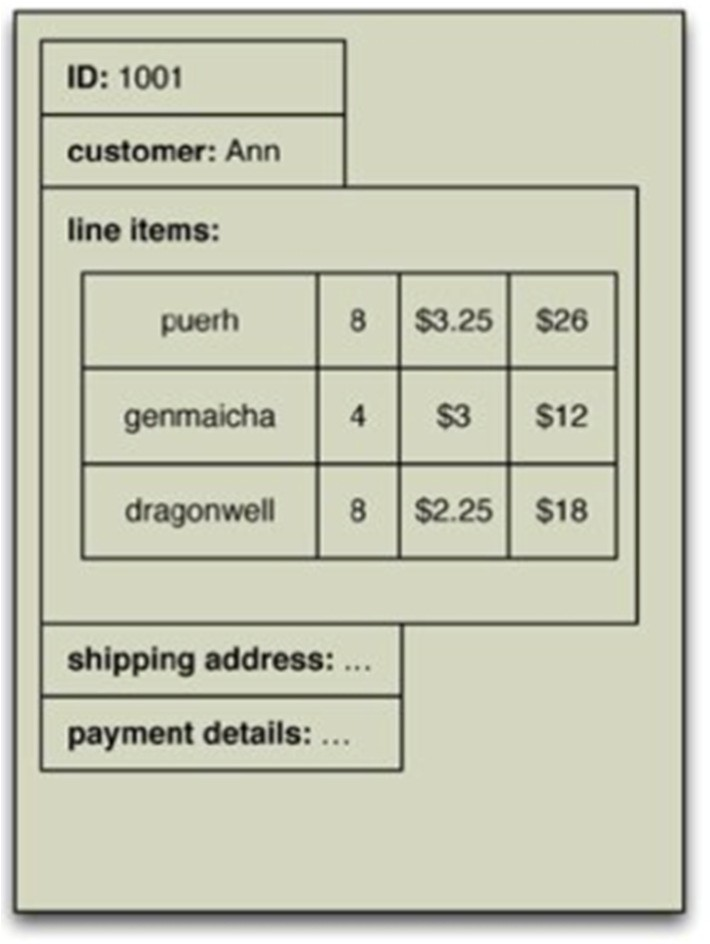 ID: 1001
customer: Ann
line items:
puerh 8 $3.25 $26
genmaicha 4 $3 $12
dragonwell 8 $2.25 $18
shipping address: ...
payment details: ...